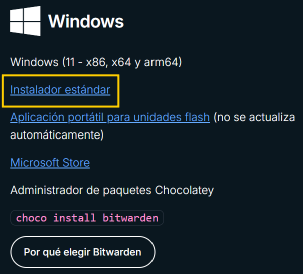 Windows
Windows (11 - x86, x64 y arm64)
Instalador estándar
Aplicación portátil para unidades flash (no se actualiza
automáticamente)
Microsoft Store
Administrador de paquetes Chocolatey
choco install bitwarden
Por qué elegir Bitwarden